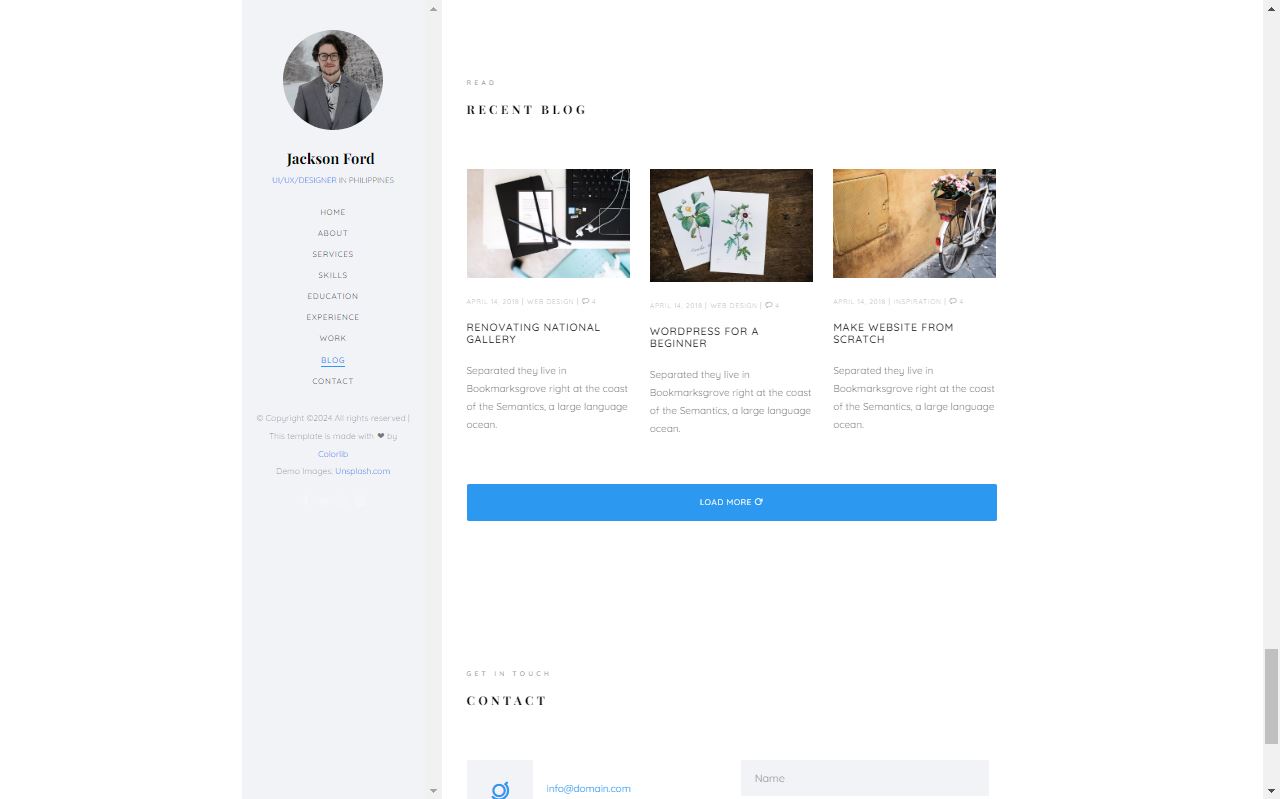 Jackson Ford
UI/UX/DESIGNER IN PHILIPPINES
HOME
ABOUT
SERVICES
SKILLS
EDUCATION
EXPERIENCE
WORK
BLOG
CONTACT
© Copyright ©2024 All rights reserved |
This template is made with ❤ by
Colorlib
Demo Images: Unsplash.com
READ
RECENT BLOG
APRIL 14, 2018 | WEB DESIGN | 4
RENOVATING NATIONAL
GALLERY
Separated they live in
Bookmarksgrove right at the coast
of the Semantics, a large language
ocean.
APRIL 14, 2018 | WEB DESIGN | 4
WORDPRESS FOR A
BEGINNER
Separated they live in
Bookmarksgrove right at the coast
of the Semantics, a large language
ocean.
APRIL 14, 2018 | INSPIRATION | 4
MAKE WEBSITE FROM
SCRATCH
Separated they live in
Bookmarksgrove right at the coast
of the Semantics, a large language
ocean.
LOAD MORE
GET IN TOUCH
CONTACT
info@domain.com
Name